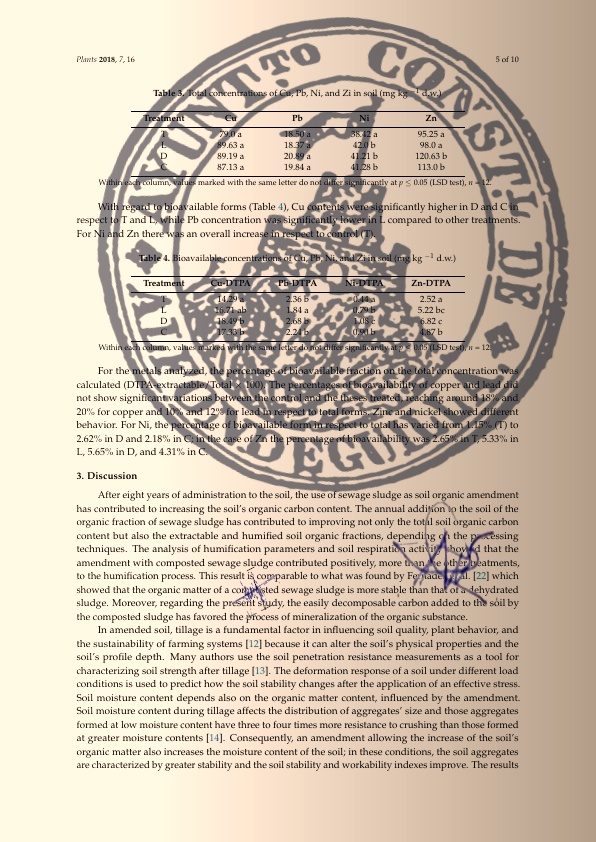 Plants 2018, 7, 16 5 of 10
Table 3. Total concentrations of Cu, Pb, Ni, and Zi in soil (mg kg −1 d.w.)
Treatment Cu Pb Ni Zn
T 79.0 a 18.50 a 38.42 a 95.25 a
L 89.63 a 18.37 a 42.0 b 98.0 a
D 89.19 a 20.89 a 41.21 b 120.63 b
C 87.13 a 19.84 a 41.28 b 113.0 b
Within each column, values marked with the same letter do not differ significantly at p ≤ 0.05 (LSD test), n = 12.
With regard to bioavailable forms (Table 4), Cu contents were significantly higher in D and C in
respect to T and L, while Pb concentration was significantly lower in L compared to other treatments.
For Ni and Zn there was an overall increase in respect to control (T).
Table 4. Bioavailable concentrations of Cu, Pb, Ni, and Zi in soil (mg kg −1 d.w.)
Treatment Cu-DTPA Pb-DTPA Ni-DTPA Zn-DTPA
T 14.29 a 2.36 b 0.44 a 2.52 a
L 16.71 ab 1.84 a 0.79 b 5.22 bc
D 18.49 b 2.68 b 1.08 c 6.82 c
C 17.53 b 2.24 b 0.90 b 4.87 b
Within each column, values marked with the same letter do not differ significantly at p ≤ 0.05 (LSD test), n = 12.
For the metals analyzed, the percentage of bioavailable fraction on the total concentration was
calculated (DTPA-extractable/Total × 100). The percentages of bioavailability of copper and lead did
not show significant variations between the control and the theses treated, reaching around 18% and
20% for copper and 10% and 12% for lead in respect to total forms. Zinc and nickel showed different
behavior. For Ni, the percentage of bioavailable form in respect to total has varied from 1.15% (T) to
2.62% in D and 2.18% in C; in the case of Zn the percentage of bioavailability was 2.65% in T, 5.33% in
L, 5.65% in D, and 4.31% in C.
3. Discussion
After eight years of administration to the soil, the use of sewage sludge as soil organic amendment
has contributed to increasing the soil's organic carbon content. The annual addition to the soil of the
organic fraction of sewage sludge has contributed to improving not only the total soil organic carbon
content but also the extractable and humified soil organic fractions, depending on the processing
techniques. The analysis of humification parameters and soil respiration activity showed that the
amendment with composted sewage sludge contributed positively, more than the other treatments,
to the humification process. This result is comparable to what was found by et al. [22] which
showed that the organic matter of a composted sewage sludge is more stable than that of a dehydrated
sludge. Moreover, regarding the present study, the easily decomposable carbon added to the soil by
the composted sludge has favored the process of mineralization of the organic substance.
In amended soil, tillage is a fundamental factor in influencing soil quality, plant behavior, and
the sustainability of farming systems [12] because it can alter the soil's physical properties and the
soil's profile depth. Many authors use the soil penetration resistance measurements as a tool for
characterizing soil strength after tillage [13]. The deformation response of a soil under different load
conditions is used to predict how the soil stability changes after the application of an effective stress.
Soil moisture content depends also on the organic matter content, influenced by the amendment.
Soil moisture content during tillage affects the distribution of aggregates' size and those aggregates
formed at low moisture content have three to four times more resistance to crushing than those formed
at greater moisture contents [14]. Consequently, an amendment allowing the increase of the soil's
organic matter also increases the moisture content of the soil; in these conditions, the soil aggregates
are characterized by greater stability and the soil stability and workability indexes improve. The results